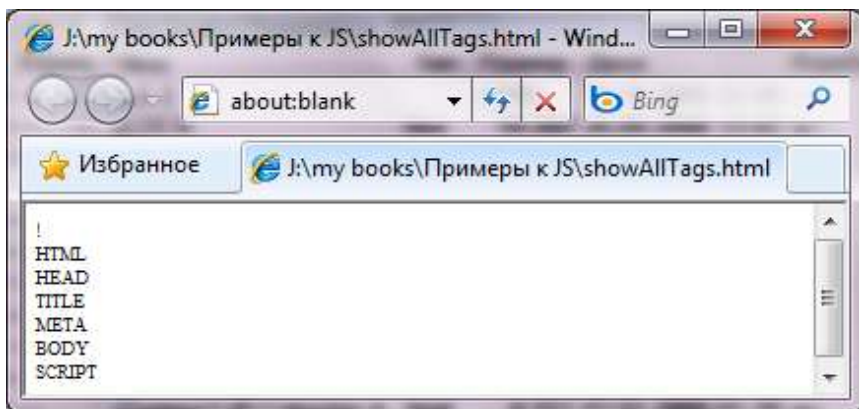 J:\my books\Примеры к JS\showAllTags.html - Wind...
about:blank
Bing
Избранное
J:\my books\Примеры к JS\showAllTags.html
!
HTML
HEAD
TITLE
META
BODY
SCRIPT